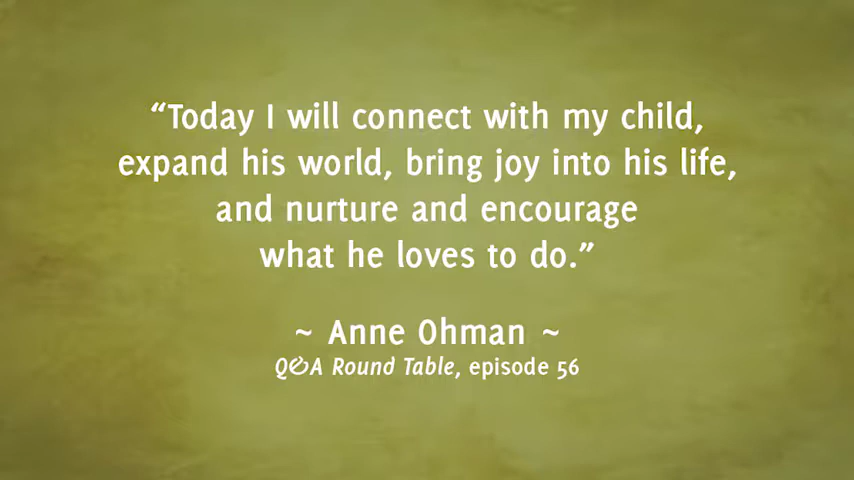 “Today I will connect with my child,
expand his world, bring joy into his life,
and nurture and encourage
what he loves to do.”
~ Anne Ohman ~
Q&A Round Table, episode 56